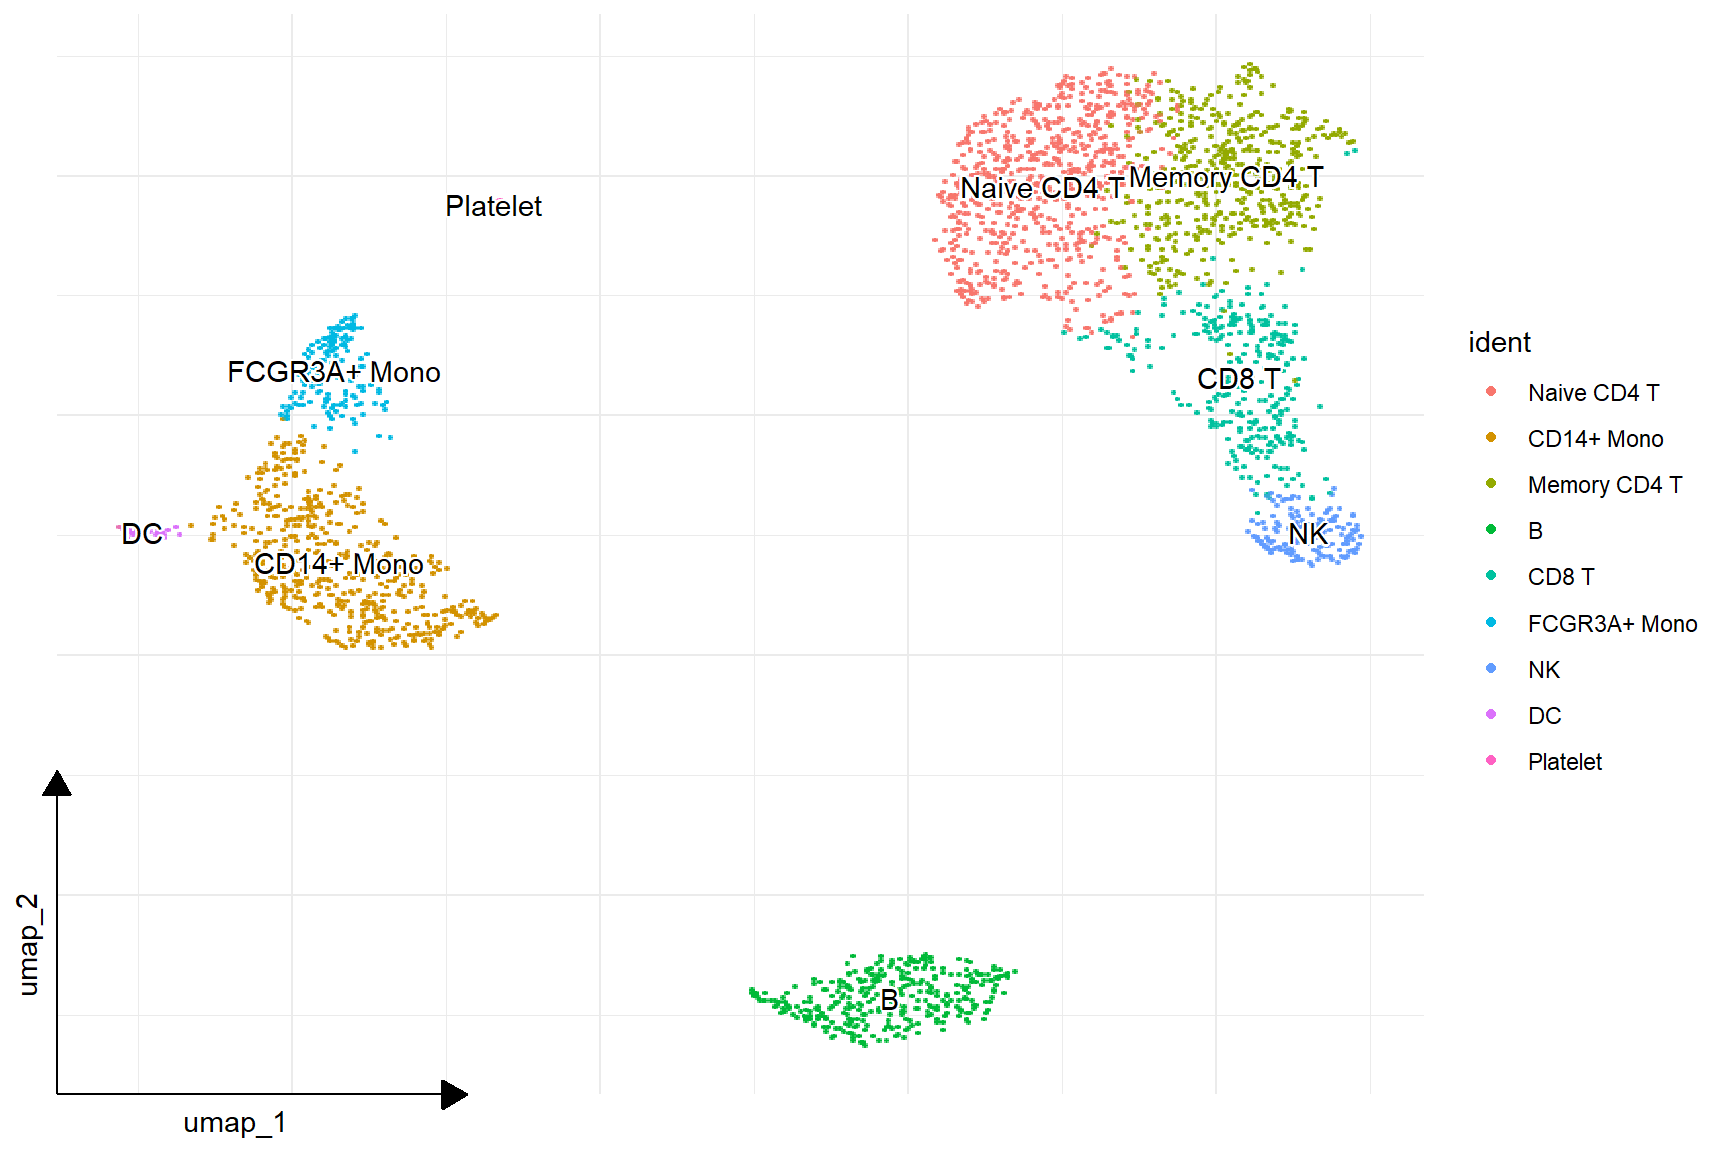 Naive CD4 T
Memory CD4 T
Platelet
FCGR3A+ Mono
CD8 T
DC
CD14+ Mono
NK
B
umap_1
umap_2
ident
Naive CD4 T
CD14+ Mono
Memory CD4 T
B
CD8 T
FCGR3A+ Mono
NK
DC
Platelet